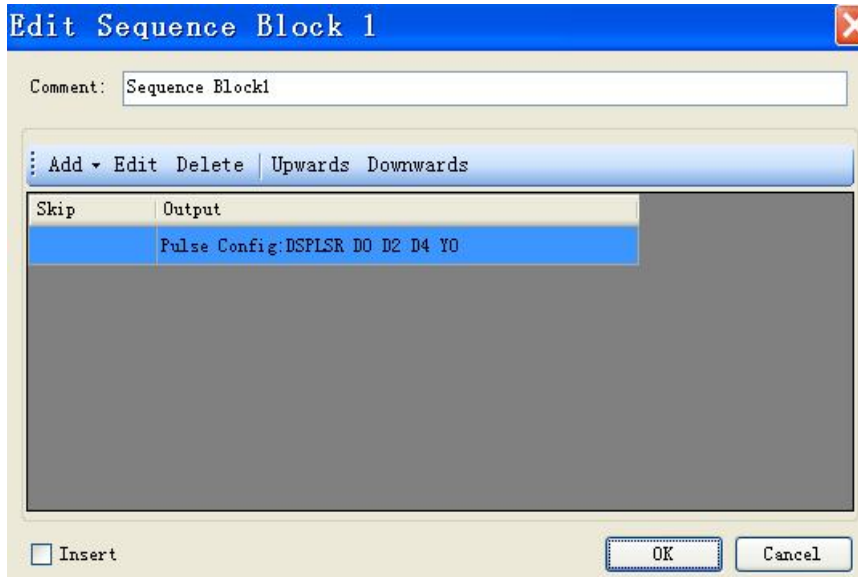 Edit Sequence Block 1
Comment: Sequence Block1
Add Edit Delete Upwards Downwards
Skip Output
Pulse Config:DSPLSR D0 D2 D4 Y0
Insert OK Cancel